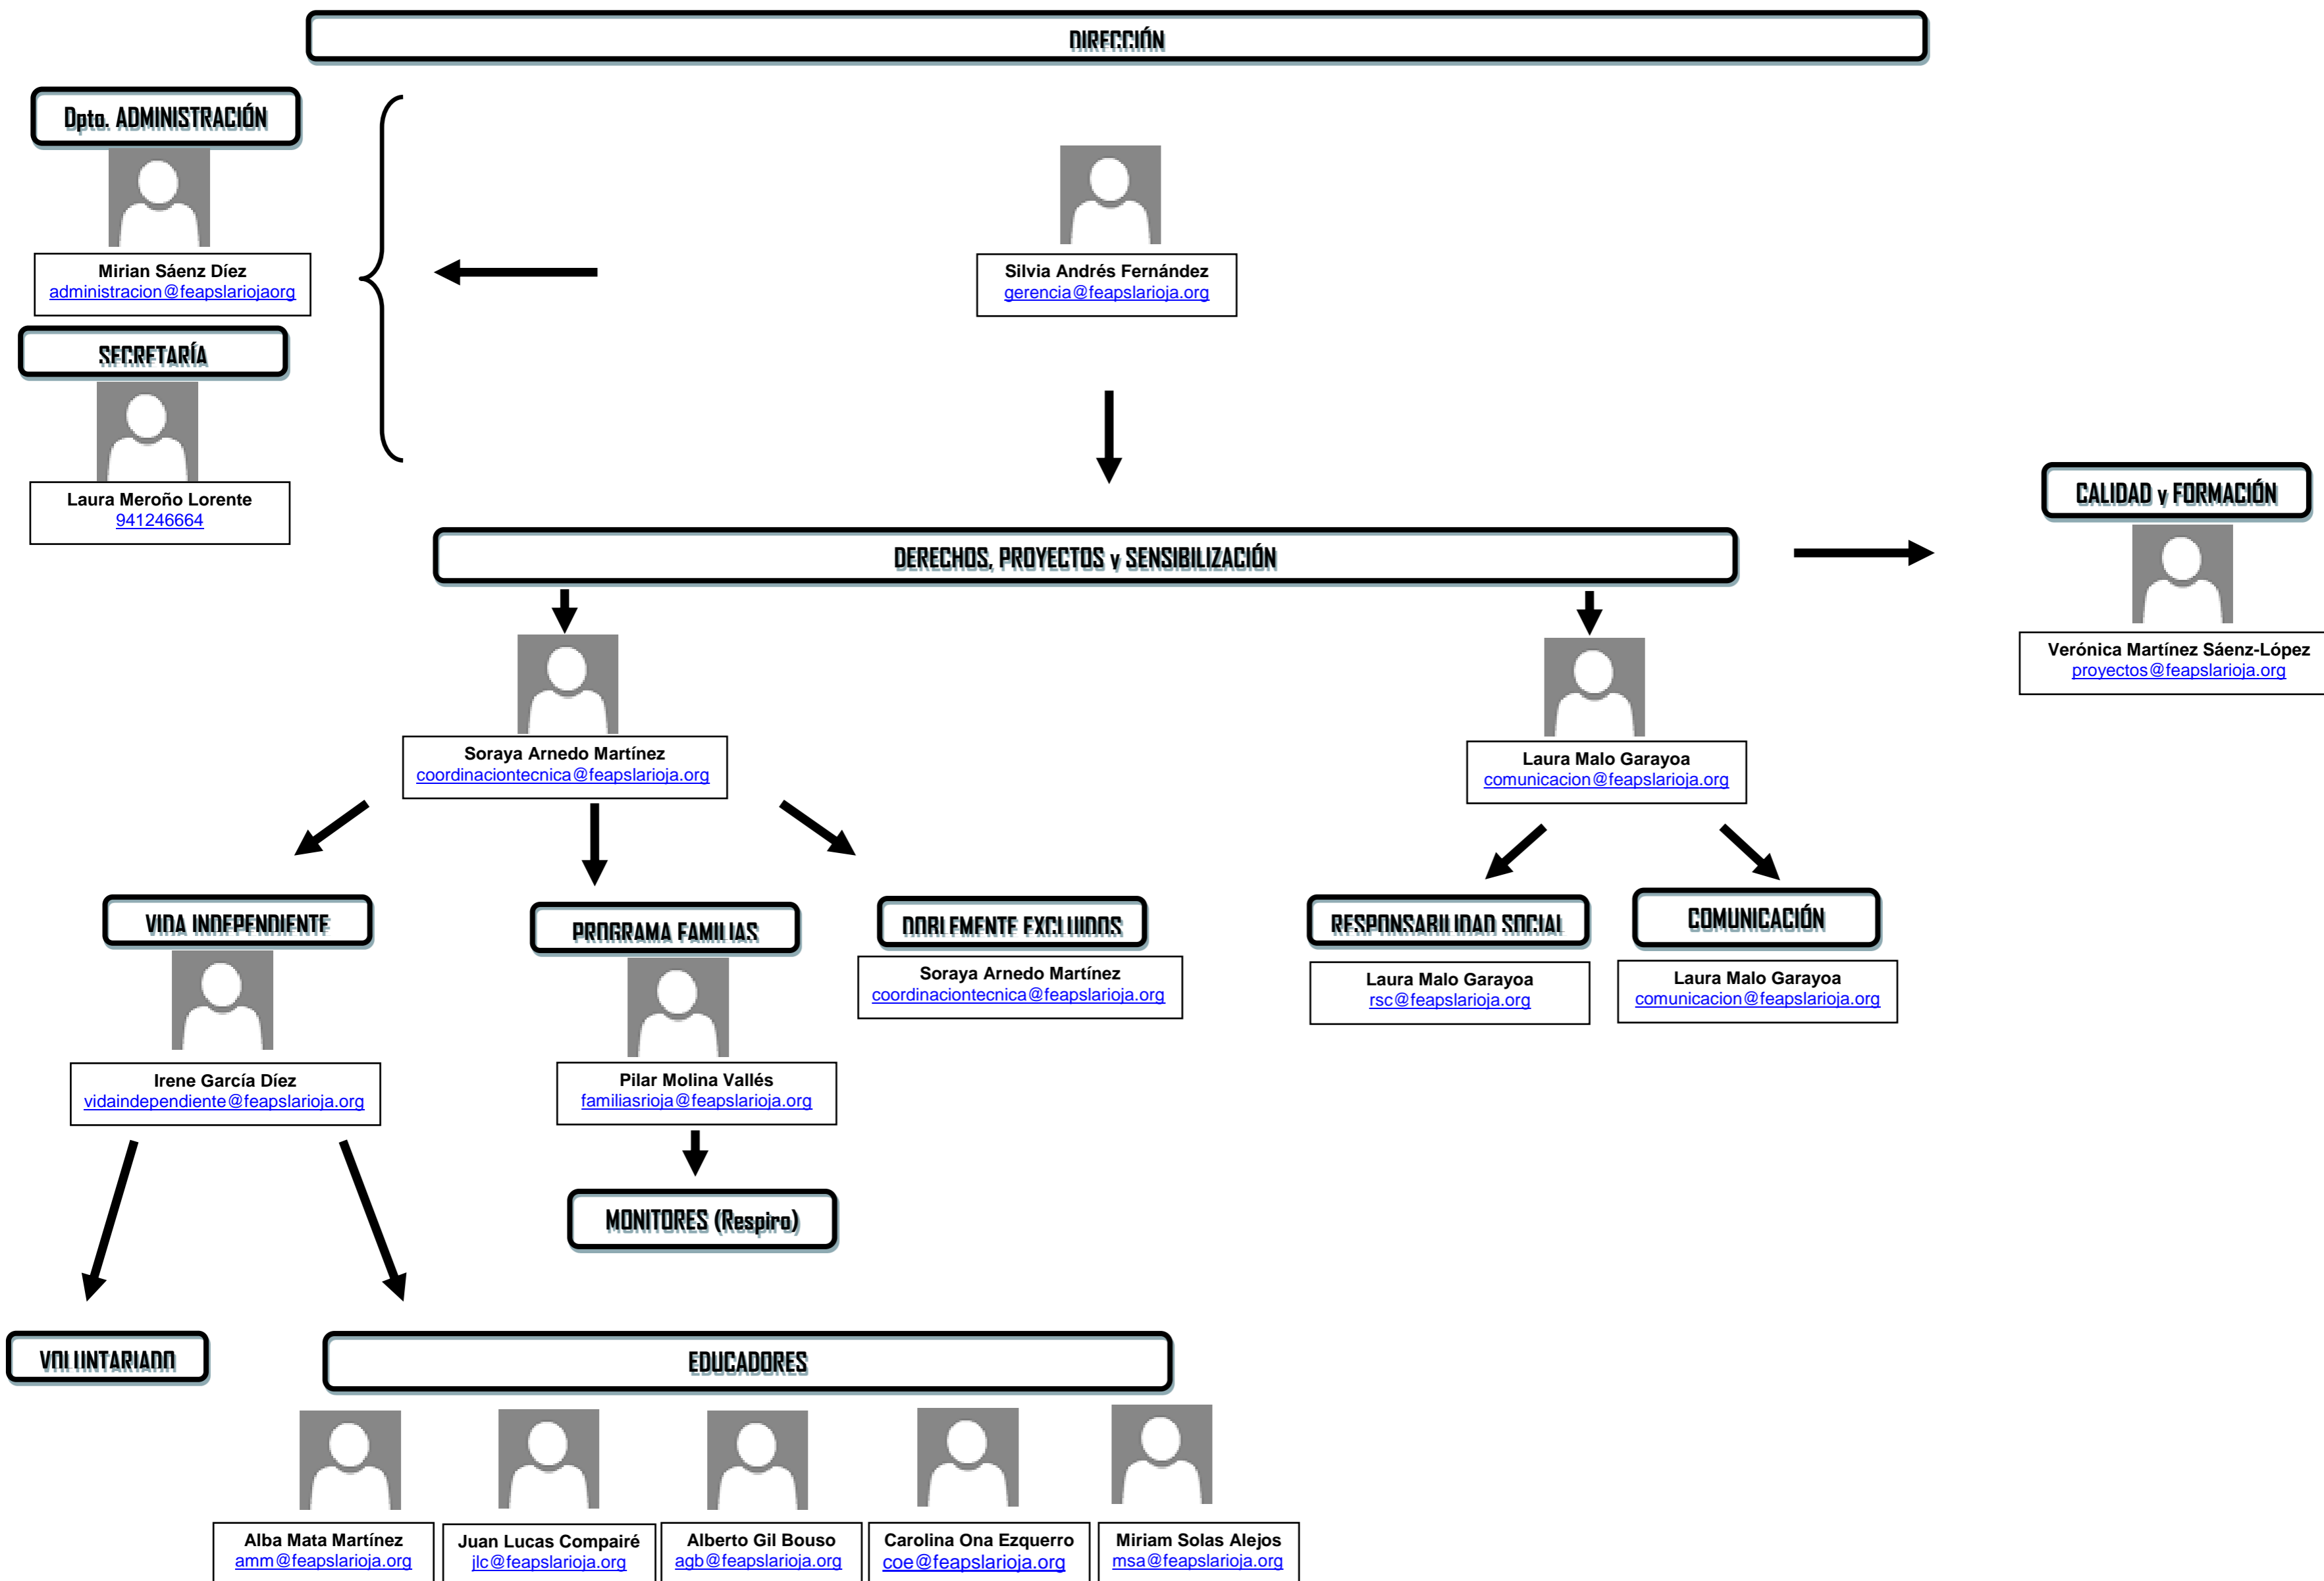 DIRECCIÓN
Dpto. ADMINISTRACIÓN
Mirian Sáenz Díez
administracion@feapslariojaorg
SECRETARÍA
Laura Meroño Lorente
941246664
Silvia Andrés Fernández
gerencia@feapslarioja.org
DERECHOS, PROYECTOS y SENSIBILIZACIÓN
CALIDAD y FORMACIÓN
Verónica Martínez Sáenz-López
proyectos@feapslarioja.org
Soraya Arnedo Martínez
coordinaciontecnica@feapslarioja.org
Laura Malo Garayoa
comunicacion@feapslarioja.org
VIDA INDEPENDIENTE
Irene García Díez
vidaindependiente@feapslarioja.org
PROGRAMA FAMILIAS
Pilar Molina Vallés
familiasrioja@feapslarioja.org
DOBLEMENTE EXCLUIDOS
Soraya Arnedo Martínez
coordinaciontecnica@feapslarioja.org
RESPONSABILIDAD SOCIAL
Laura Malo Garayoa
rsc@feapslarioja.org
COMUNICACIÓN
Laura Malo Garayoa
comunicacion@feapslarioja.org
MONITORES (Respiro)
VOLUNTARIADO
EDUCADORES
Alba Mata Martínez
amm@feapslarioja.org
Juan Lucas Compairé
jlc@feapslarioja.org
Alberto Gil Bouso
agb@feapslarioja.org
Carolina Ona Ezquerro
coe@feapslarioja.org
Miriam Solas Alejos
msa@feapslarioja.org